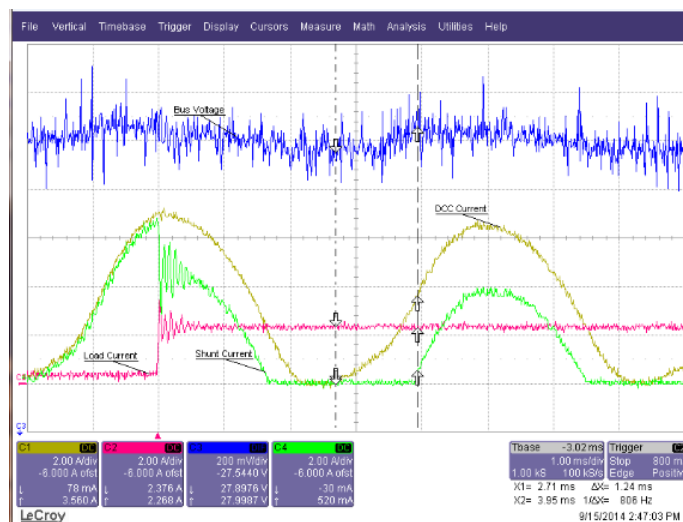 File Vertical Timebase Trigger Display Cursors Measure Math Analysis Utilities Help
Bus Voltage
DCC Current
Load Current
Shunt Current
C3
C1 DC
2.00 A/div
-6.000 A ofst
↓ 78 mA
↑ 3.560 A
C2 DC
2.00 A/div
-6.000 A ofst
2.376 A
2.268 A
200 mV/div
-27.5440 V
27.8976 V
27.9987 V
C4 DC
2.00 A/div
-6.000 A ofst
-30 mA
520 mA
Tbase -3.02 ms
1.00 ms/div
1.00 kS 100 kS/s
Trigger
Stop 800 m
Edge Positiv
X1= 2.71 ms ΔX= 1.24 ms
X2= 3.95 ms 1/ΔX= 806 Hz
LeCroy
9/15/2014 2:47:03 PM